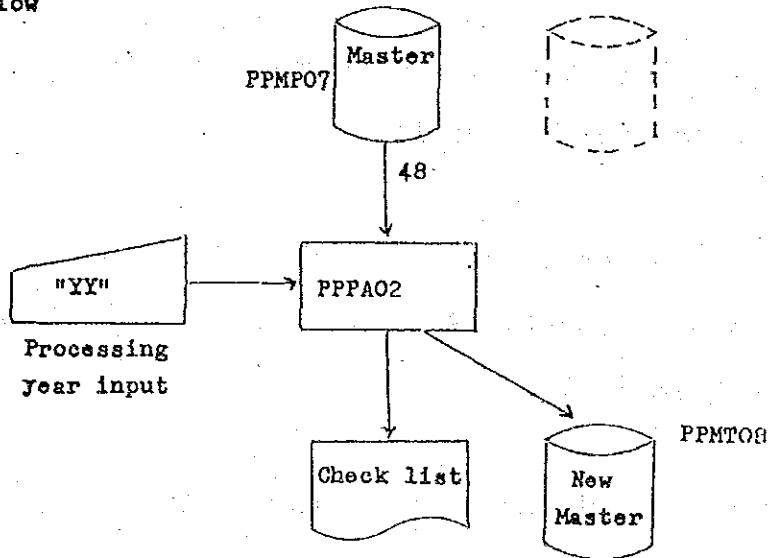 low
Master
PPMP07
48
"YY"
PPPA02
Processing
year input
Check list
PPMT08
New
Master